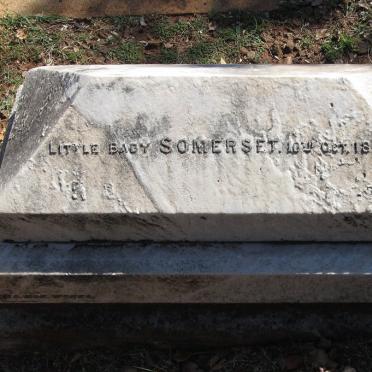 LITTLE BABY SOMERSET. 10TH OCT. 18